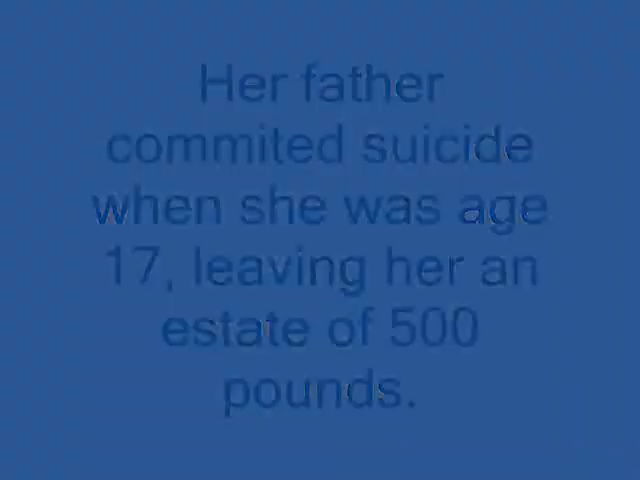 Her father
commited suicide
when she was age
17, leaving her an
estate of 500
pounds.